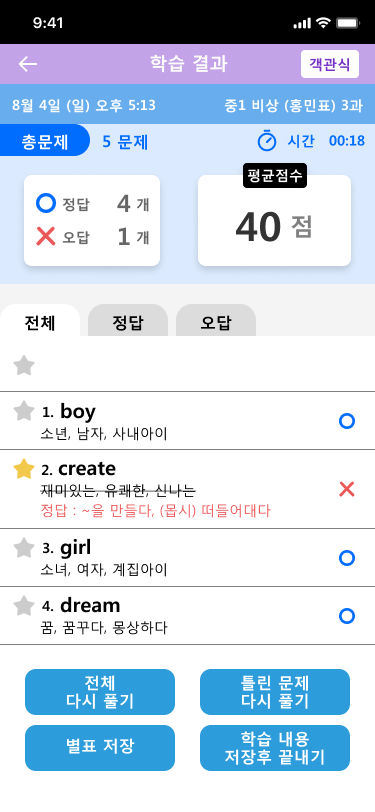 9:41
학습 결과
객관식
8월 4일 (일) 오후 5:13
중1 비상 (홍민표) 3과
총문제
5 문제
시간 00:18
정답 4 개
오답 1 개
평균점수
40 점
전체
정답
오답
1. boy
소년, 남자, 사내아이
2. create
재미있는, 유쾌한, 신나는
정답 : ~을 만들다, (몹시) 떠들어대다
3. girl
소녀, 여자, 계집아이
4. dream
꿈, 꿈꾸다, 몽상하다
전체
다시 풀기
틀린 문제
다시 풀기
별표 저장
학습 내용
저장후 끝내기